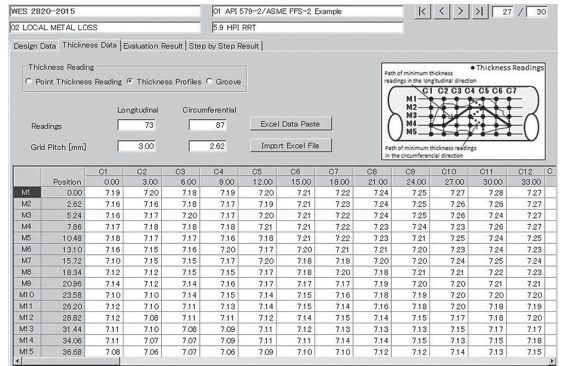 WES 2820-2015
01 API 579-2/ASME FFS-2 Example
|< < > >| 27 / 30
02 LOCAL METAL LOSS
5.9 HPI RRT
Design Data Thickness Data Evaluation Result Step by Step Result
Thickness Reading
Point Thickness Reading Thickness Profiles Groove
Longitudinal Circumferential
Readings 73 87 Excel Data Paste
Grid Pitch [mm] 3.00 2.62 Import Excel File
Thickness Readings
Path of minimum thickness
readings in the longitudinal direction
C1 C2 C3 C4 C5 C6 C7
M1
M2
M3
M4
M5
Path of minimum thickness readings
in the circumferencial direction
C1 C2 C3 C4 C5 C6 C7 C8 C9 C10 C11 C12 C
Position 0.00 3.00 6.00 9.00 12.00 15.00 18.00 21.00 24.00 27.00 30.00 33.00
M1 0.00 7.19 7.20 7.18 7.19 7.20 7.21 7.22 7.24 7.25 7.27 7.28 7.27
M2 2.62 7.16 7.16 7.18 7.17 7.19 7.21 7.23 7.24 7.25 7.26 7.26 7.27
M3 5.24 7.16 7.17 7.17 7.20 7.20 7.21 7.22 7.24 7.25 7.26 7.24 7.27
M4 7.86 7.17 7.18 7.18 7.18 7.21 7.21 7.22 7.23 7.24 7.23 7.26 7.27
M5 10.48 7.18 7.17 7.17 7.16 7.18 7.21 7.22 7.23 7.21 7.25 7.24 7.25
M6 13.10 7.16 7.15 7.16 7.20 7.17 7.20 7.21 7.21 7.20 7.23 7.24 7.23
M7 15.72 7.10 7.15 7.15 7.17 7.20 7.18 7.19 7.20 7.20 7.24 7.25 7.24
M8 18.34 7.12 7.12 7.15 7.15 7.17 7.18 7.20 7.18 7.21 7.21 7.22 7.23
M9 20.96 7.14 7.12 7.15 7.14 7.16 7.17 7.17 7.19 7.20 7.20 7.21 7.21
M10 23.58 7.10 7.10 7.14 7.15 7.14 7.15 7.16 7.18 7.19 7.20 7.20 7.20
M11 26.20 7.12 7.10 7.11 7.13 7.14 7.15 7.14 7.16 7.18 7.20 7.18 7.19
M12 28.82 7.12 7.08 7.11 7.11 7.12 7.14 7.15 7.14 7.15 7.17 7.18 7.20
M13 31.44 7.11 7.10 7.08 7.09 7.11 7.12 7.13 7.13 7.13 7.15 7.17 7.17
M14 34.06 7.11 7.07 7.07 7.09 7.11 7.11 7.14 7.14 7.15 7.13 7.15 7.18
M15 36.68 7.08 7.06 7.07 7.06 7.09 7.10 7.10 7.12 7.12 7.14 7.13 7.15